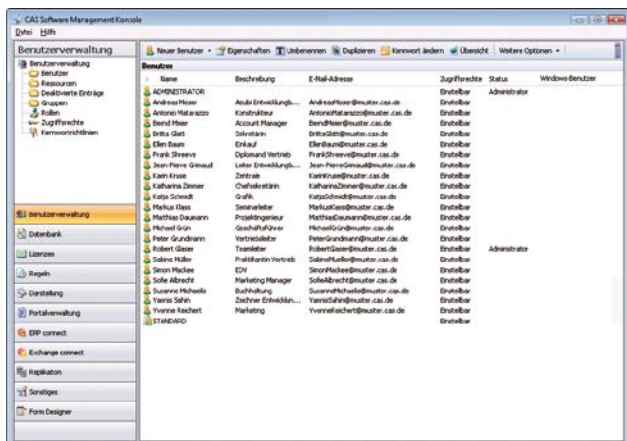 CAS Software Management Konsole
Datei Hilfe
Benutzerverwaltung
Neuer Benutzer Eigenschaften Umbenennen Duplizieren Kennwort ändern Übersicht Weitere Optionen
Benutzerverwaltung
Benutzer
Ressourcen
Deaktivierte Einträge
Gruppen
Rollen
Zugriffsrechte
Kennwortrichtlinien
Benutzerverwaltung
Datenbank
Lizenzen
Regeln
Darstellung
Portalverwaltung
ERP connect
Exchange connect
Replikation
Sonstiges
Form Designer
Benutzer
Name Beschreibung E-Mail-Adresse Zugriffsrechte Status Windows-Benutzer
ADMINISTRATOR Einstellbar Administrator
Andreas Moser Azubi Entwicklungb... AndreasMoser@muster.cas.de Einstellbar
Antonio Matarazzo Konstrukteur AntonioMatarazzo@muster.cas.de Einstellbar
Bernd Meier Account Manager BerndMeier@muster.cas.de Einstellbar
Britta Glatt Sekretärin BrittaGlatt@muster.cas.de Einstellbar
Ellen Baum Einkauf EllenBaum@muster.cas.de Einstellbar
Frank Shreeve Diplomand Vertrieb FrankShreeve@muster.cas.de Einstellbar
Jean-Pierre Grimaud Leiter Entwicklung... Jean-PierreGrimaud@muster.cas.de Einstellbar
Karin Kruse Zentrale KarinKruse@muster.cas.de Einstellbar
Katharina Zimmer Chefsekretärin KatharinaZimmer@muster.cas.de Einstellbar
Katja Schmidt Grafik KatjaSchmidt@muster.cas.de Einstellbar
Markus Klass Seminarleiter MarkusKlass@muster.cas.de Einstellbar
Matthias Daumann Projektingenieur MatthiasDaumann@muster.cas.de Einstellbar
Michael Grün Geschäftsführer MichaelGrün@muster.cas.de Einstellbar
Peter Grundmann Vertriebsleiter PeterGrundmann@muster.cas.de Einstellbar
Robert Glaser Teamleiter RobertGlaser@muster.cas.de Einstellbar Administrator
Sabine Müller Praktikantin Vertrieb SabineMueller@muster.cas.de Einstellbar
Simon Mackee EDV SimonMackee@muster.cas.de Einstellbar
Sofie Albrecht Marketing Manager SofieAlbrecht@muster.cas.de Einstellbar
Susanne Michaelis Buchhaltung SusanneMichaelis@muster.cas.de Einstellbar
Yannis Sahin Zeichner Entwicklun... YannisSahin@muster.cas.de Einstellbar
Yvonne Reichert Marketing YvonneReichert@muster.cas.de Einstellbar
STANDARD Einstellbar